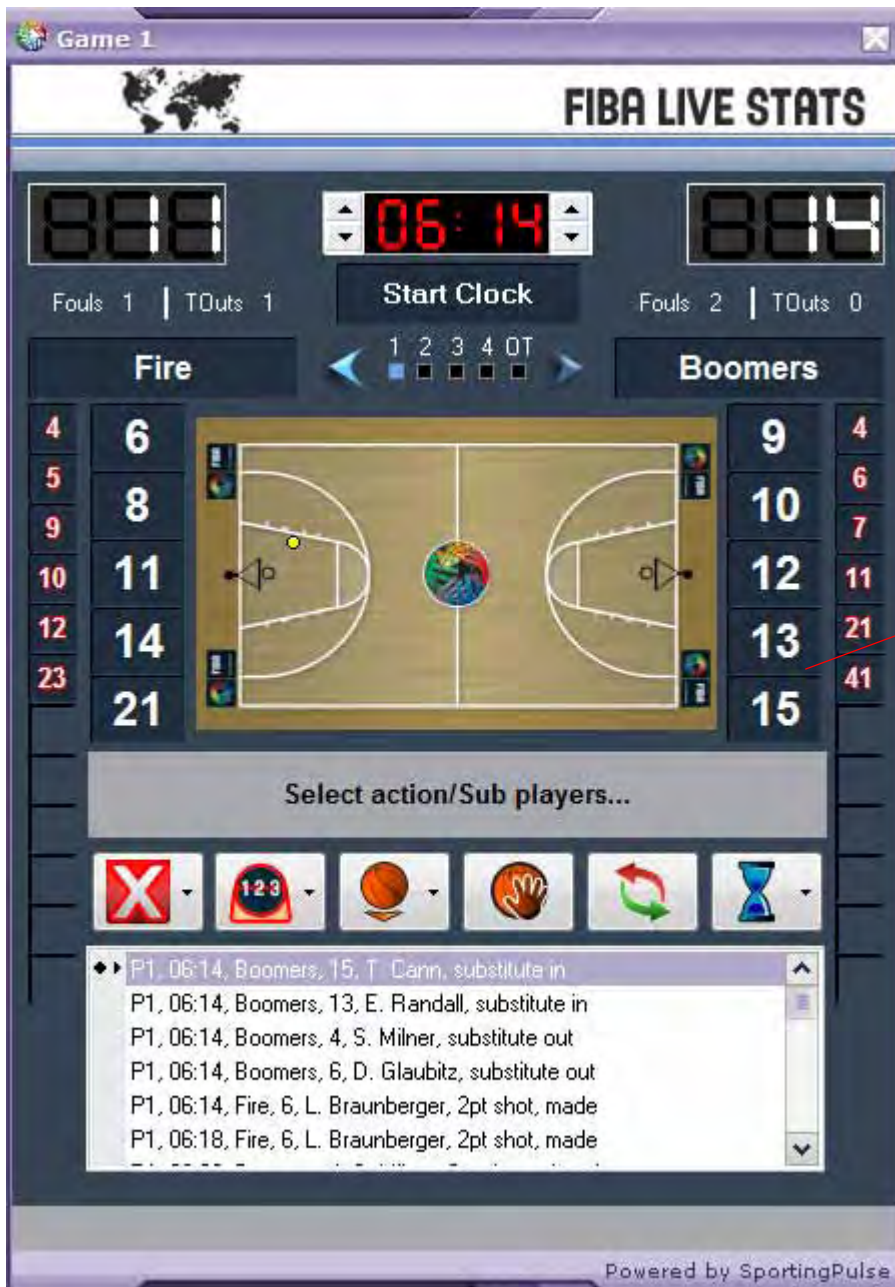 Game 1
FIBA LIVE STATS
11 06:14 14
Start Clock
Fouls 1 | TOuts 1 Fouls 2 | TOuts 0
1 2 3 4 OT
Fire Boomers
4 6 9 4
5 8 10 6
9 11 12 7
10 14 13 11
12 21 15 21
23 41
Select action/Sub players...
1·2·3
P1, 06:14, Boomers, 15, T. Cann, substitute in
P1, 06:14, Boomers, 13, E. Randall, substitute in
P1, 06:14, Boomers, 4, S. Milner, substitute out
P1, 06:14, Boomers, 6, D. Glaubitz, substitute out
P1, 06:14, Fire, 6, L. Braunberger, 2pt shot, made
P1, 06:18, Fire, 6, L. Braunberger, 2pt shot, made
Powered by SportingPulse